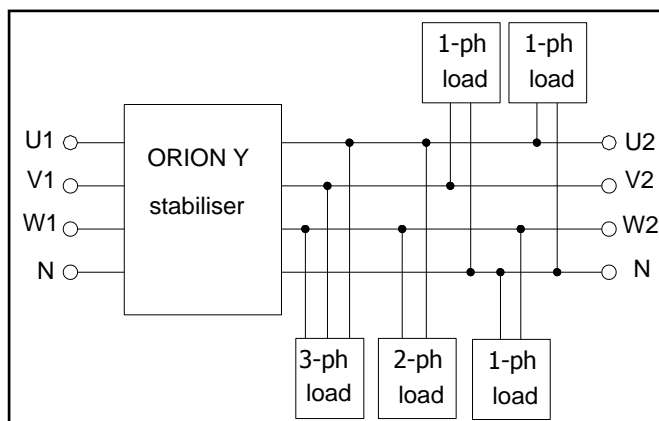 1-ph
load
1-ph
load
U1
V1
W1
N
ORION Y
stabiliser
U2
V2
W2
N
3-ph
load
2-ph
load
1-ph
load